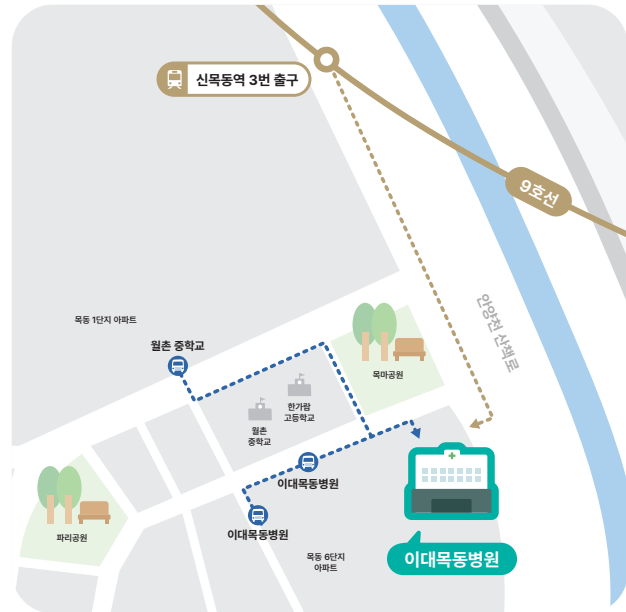 신목동역 3번 출구
9호선
안양천 산책로
목동 1단지 아파트
월촌 중학교
목마공원
한가람
고등학교
월촌
중학교
이대목동병원
이대목동병원
파리공원
목동 6단지
아파트
이대목동병원